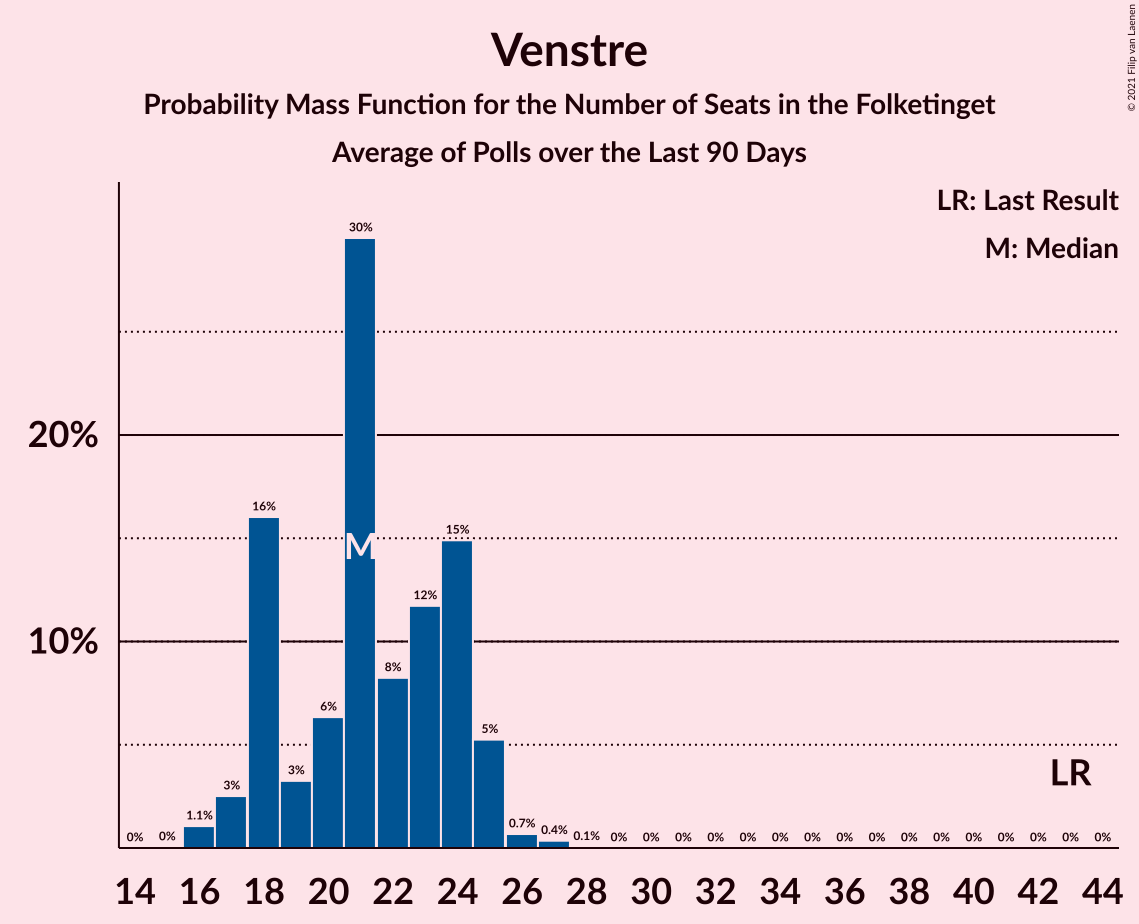 Venstre
Probability Mass Function for the Number of Seats in the Folketinget
Average of Polls over the Last 90 Days
© 2021 Filip van Laenen
LR: Last Result
M: Median
20%
10%
0% 0% 1.1% 3% 16% 3% 6% 30% 8% 12% 15% 5% 0.7% 0.4% 0.1% 0% 0% 0% 0% 0% 0% 0% 0% 0% 0% 0% 0% 0% 0% 0% 0%
M
LR
14 16 18 20 22 24 26 28 30 32 34 36 38 40 42 44